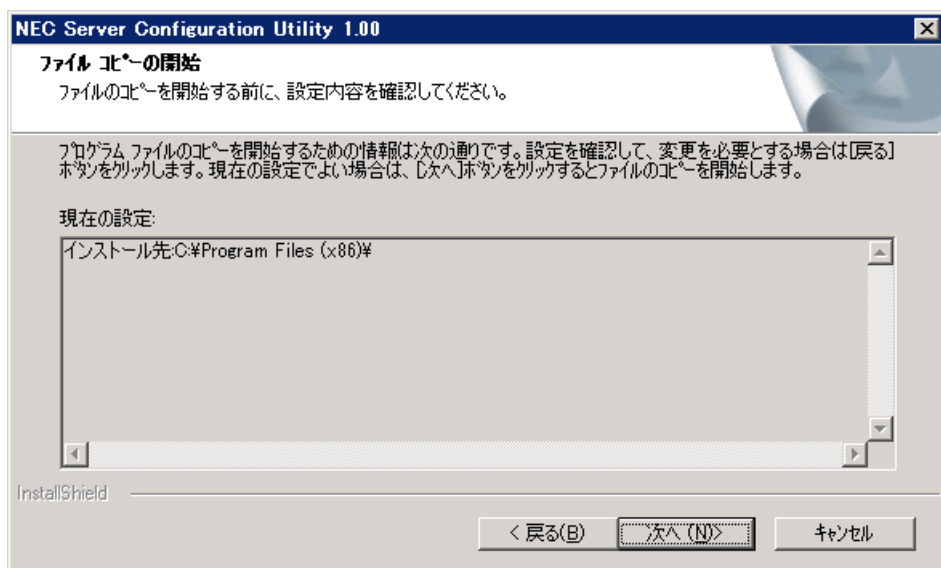 NEC Server Configuration Utility 1.00
ファイル コピーの開始
ファイルのコピーを開始する前に、設定内容を確認してください。
プログラム ファイルのコピーを開始するための情報は次の通りです。設定を確認して、変更を必要とする場合は[戻る]
ボタンをクリックします。現在の設定でよい場合は、[次へ]ボタンをクリックするとファイルのコピーを開始します。
現在の設定:
インストール先:C:¥Program Files (x86)¥
InstallShield
< 戻る(B)
次へ (N)>
キャンセル